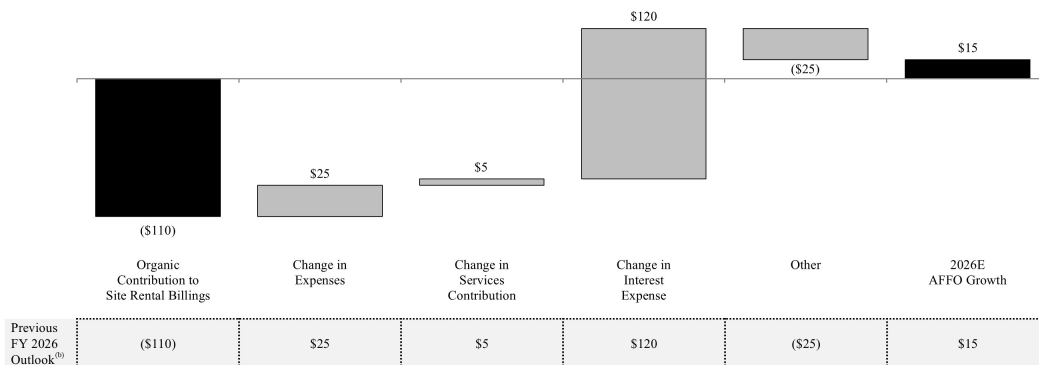 $120
$15
($25)
$25
$5
($110)
Organic
Contribution to
Site Rental Billings
Change in
Expenses
Change in
Services
Contribution
Change in
Interest
Expense
Other
2026E
AFFO Growth
Previous
FY 2026
Outlook(b)
($110)
$25
$5
$120
($25)
$15